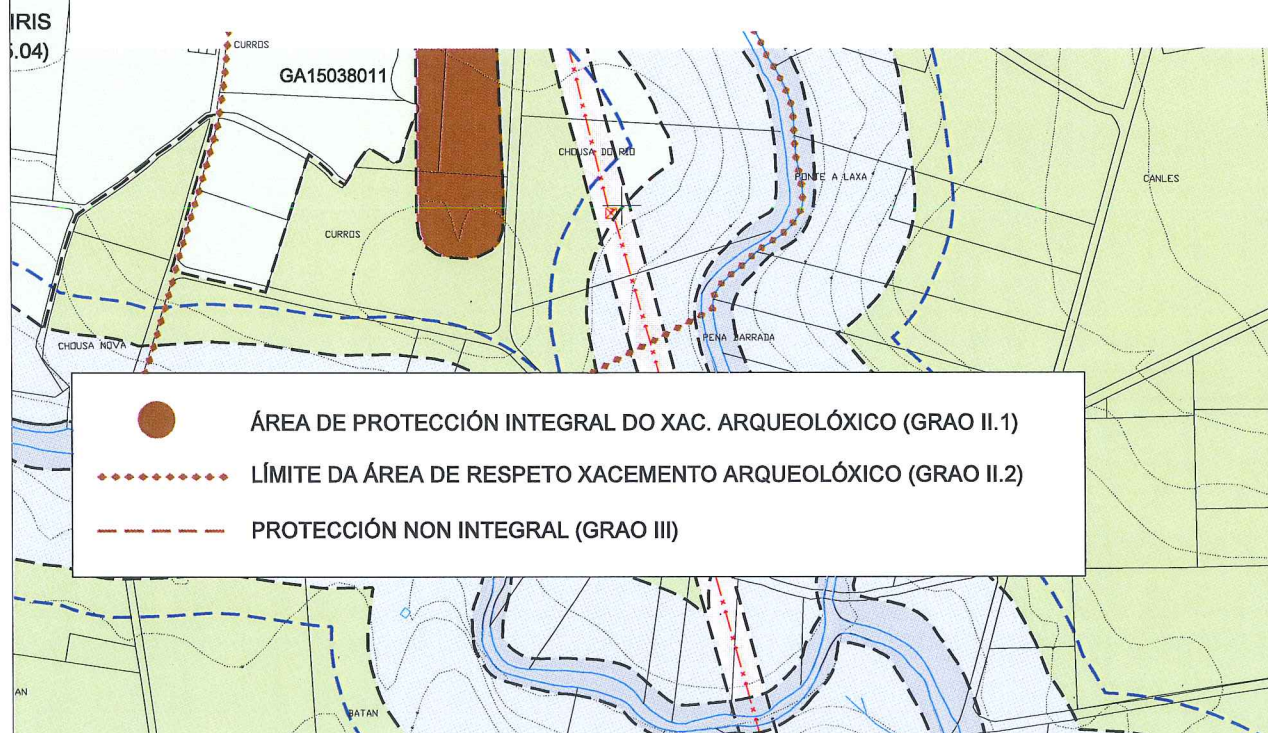 IRIS
5.04)
CURROS
GA15038011
CHOUSA DO RIO
PONTE A LAXA
CANLES
CURROS
CHOUSA NOVA
PENA BARRADA
ÁREA DE PROTECCIÓN INTEGRAL DO XAC. ARQUEOLÓXICO (GRAO II.1)
LÍMITE DA ÁREA DE RESPETO XACEMENTO ARQUEOLÓXICO (GRAO II.2)
PROTECCIÓN NON INTEGRAL (GRAO III)
AN
BATAN